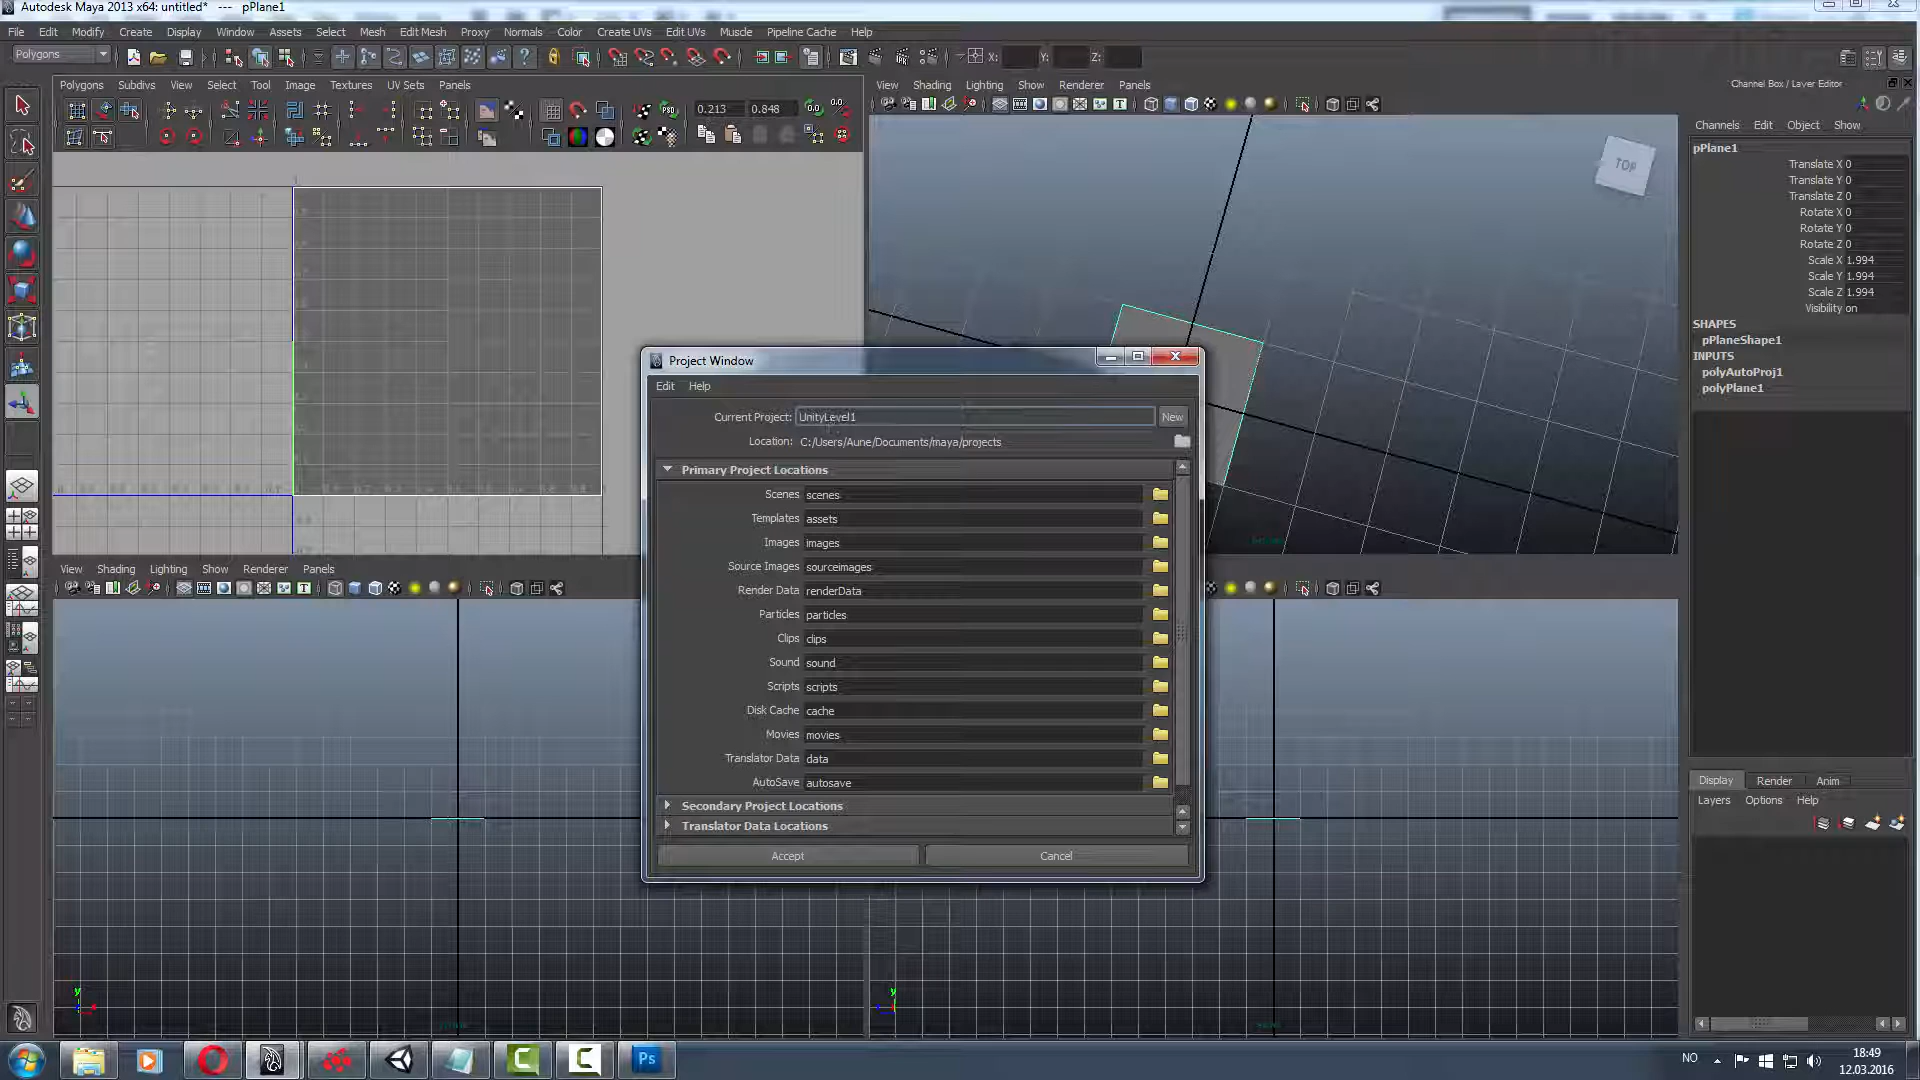 Autodesk Maya 2013 x64: untitled* --- pPlane1
File Edit Modify Create Display Window Assets Select Mesh Edit Mesh Proxy Normals Color Create UVs Edit UVs Muscle Pipeline Cache Help
Polygons
X: Y: Z:
Polygons Subdivs View Select Tool Image Textures UV Sets Panels
0.213 0.848
View Shading Lighting Show Renderer Panels
TOP
Channel Box / Layer Editor
Channels Edit Object Show
pPlane1
Translate X 0
Translate Y 0
Translate Z 0
Rotate X 0
Rotate Y 0
Rotate Z 0
Scale X 1.994
Scale Y 1.994
Scale Z 1.994
Visibility on
SHAPES
pPlaneShape1
INPUTS
polyAutoProj1
polyPlane1
Project Window
Edit Help
Current Project: UnityLevel1 New
Location: C:/Users/Aune/Documents/maya/projects
Primary Project Locations
Scenes scenes
Templates assets
Images images
Source Images sourceimages
Render Data renderData
Particles particles
Clips clips
Sound sound
Scripts scripts
Disk Cache cache
Movies movies
Translator Data data
AutoSave autosave
Secondary Project Locations
Translator Data Locations
Accept Cancel
View Shading Lighting Show Renderer Panels
Display Render Anim
Layers Options Help
y
y
Ps
NO
18:49
12.03.2016